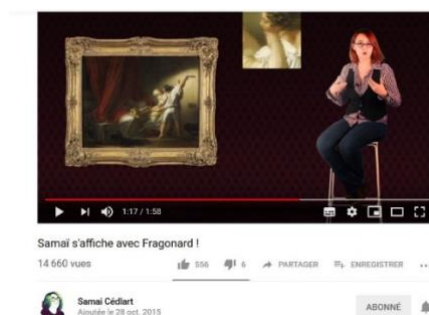 1:17 / 1:58
Samaï s'affiche avec Fragonard !
14 660 vues
556 6 PARTAGER ENREGISTRER ...
Samai Cédlart
Ajoutée le 28 oct. 2015
ABONNÉ